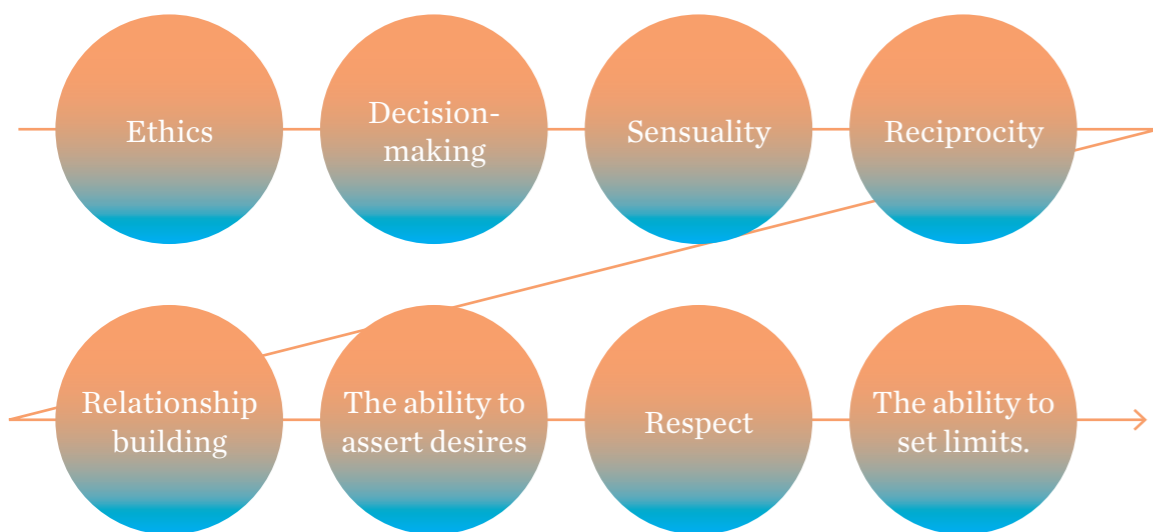 Ethics
Decision-
making
Sensuality
Reciprocity
Relationship
building
The ability to
assert desires
Respect
The ability to
set limits.